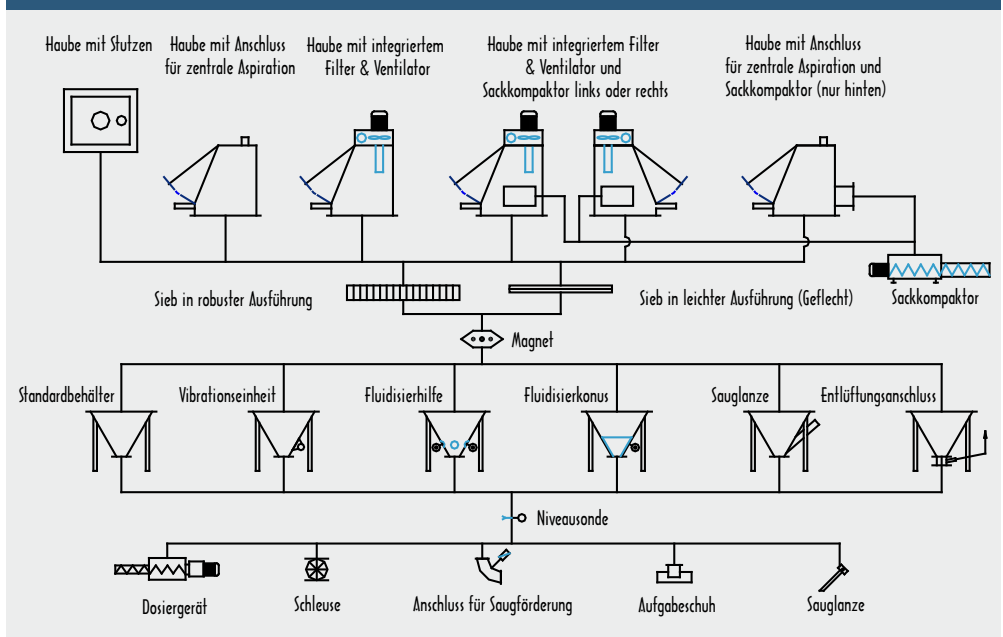 Haube mit Stutzen
Haube mit Anschluss
für zentrale Aspiration
Haube mit integriertem
Filter & Ventilator
Haube mit integriertem Filter
& Ventilator und
Sackkompaktor links oder rechts
Haube mit Anschluss
für zentrale Aspiration und
Sackkompaktor (nur hinten)
Sieb in robuster Ausführung
Sieb in leichter Ausführung (Geflecht)
Sackkompaktor
Magnet
Standardbehälter
Vibrationseinheit
Fluidisierhilfe
Fluidisierkonus
Sauglanze
Entlüftungsanschluss
Niveausonde
Dosiergerät
Schleuse
Anschluss für Saugförderung
Aufgabeschuh
Sauglanze